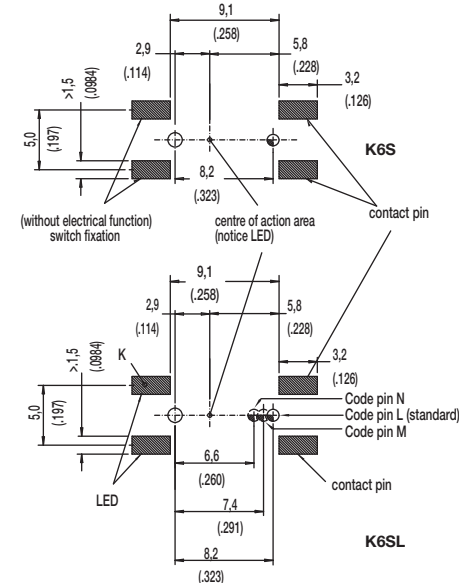 9,1
(.258)
2,9
(.114)
5,8
(.228)
3,2
(.126)
>1,5
(.0984)
5,0
(.197)
K6S
8,2
(.323)
(without electrical function)
switch fixation
centre of action area
(notice LED)
contact pin
9,1
(.258)
2,9
(.114)
5,8
(.228)
3,2
(.126)
K
>.1,5
(.0984)
5,0
(.197)
Code pin N
Code pin L (standard)
Code pin M
6,6
(.260)
LED
contact pin
7,4
(.291)
K6SL
8,2
(.323)